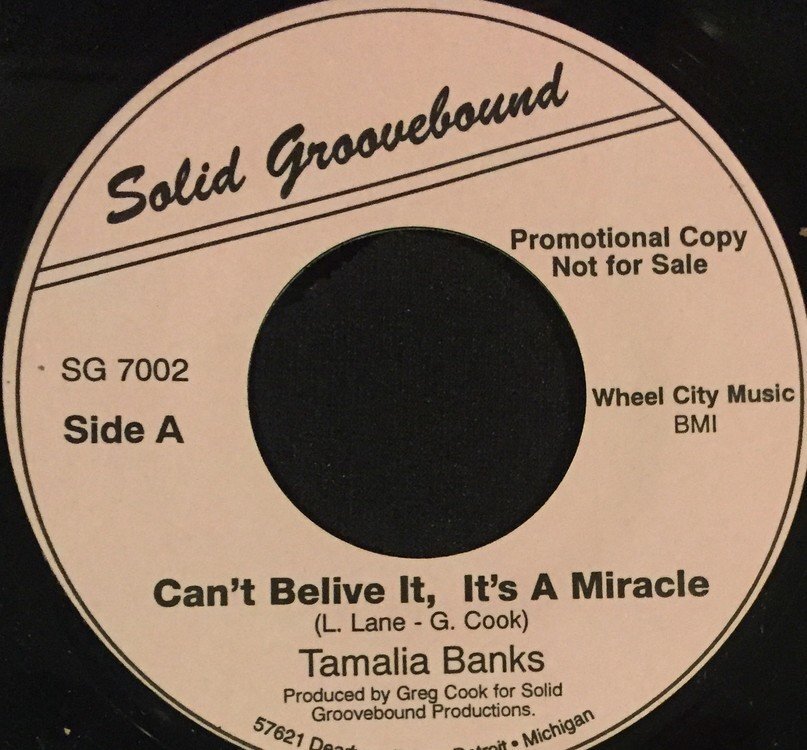 Solid Groovebound
Promotional Copy
Not for Sale
SG 7002
Side A
Wheel City Music
BMI
Can't Belive It, It's A Miracle
(L. Lane - G. Cook)
Tamalia Banks
Produced by Greg Cook for Solid
Groovebound Productions.
57621 • Michigan